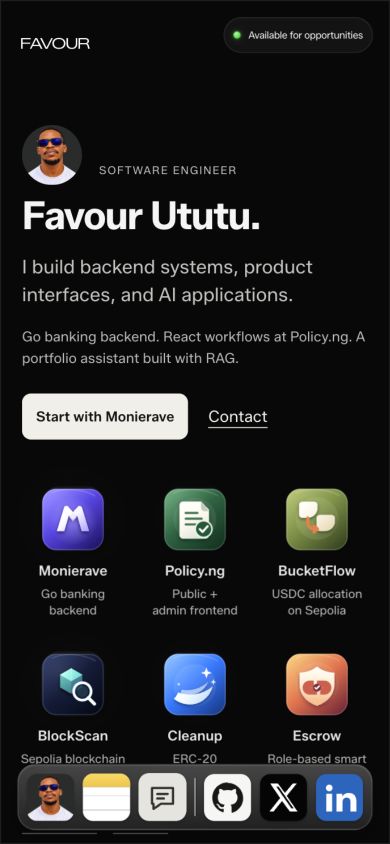 FAVOUR
Available for opportunities
SOFTWARE ENGINEER
Favour Ututu.
I build backend systems, product
interfaces, and AI applications.
Go banking backend. React workflows at Policy.ng. A
portfolio assistant built with RAG.
Start with Monierave
Contact
Monierave
Go banking
backend
Policy.ng
Public +
admin frontend
BucketFlow
USDC allocation
on Sepolia
BlockScan
Sepolia blockchain
Cleanup
ERC-20
Escrow
Role-based smart
in